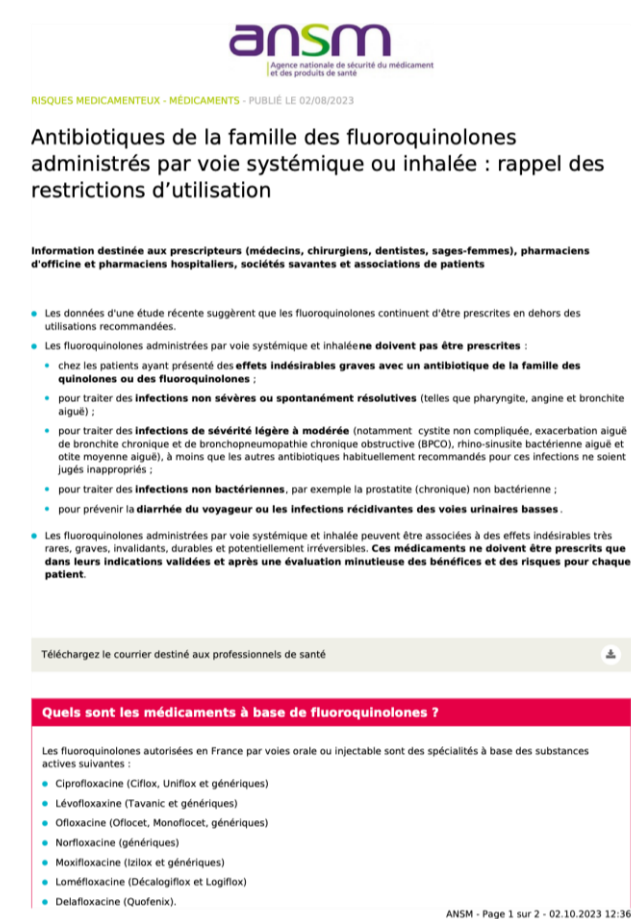 ansm
Agence nationale de sécurité du médicament
et des produits de santé
RISQUES MEDICAMENTEUX - MÉDICAMENTS - PUBLIÉ LE 02/08/2023
Antibiotiques de la famille des fluoroquinolones
administrés par voie systémique ou inhalée : rappel des
restrictions d’utilisation
Information destinée aux prescripteurs (médecins, chirurgiens, dentistes, sages-femmes), pharmaciens
d'officine et pharmaciens hospitaliers, sociétés savantes et associations de patients
• Les données d'une étude récente suggèrent que les fluoroquinolones continuent d'être prescrites en dehors des
utilisations recommandées.
• Les fluoroquinolones administrées par voie systémique et inhaléene doivent pas être prescrites :
• chez les patients ayant présenté des effets indésirables graves avec un antibiotique de la famille des
quinolones ou des fluoroquinolones ;
• pour traiter des infections non sévères ou spontanément résolutives (telles que pharyngite, angine et bronchite
aiguë) ;
• pour traiter des infections de sévérité légère à modérée (notamment cystite non compliquée, exacerbation aiguë
de bronchite chronique et de bronchopneumopathie chronique obstructive (BPCO), rhino-sinusite bactérienne aiguë et
otite moyenne aiguë), à moins que les autres antibiotiques habituellement recommandés pour ces infections ne soient
jugés inappropriés ;
• pour traiter des infections non bactériennes, par exemple la prostatite (chronique) non bactérienne ;
• pour prévenir la diarrhée du voyageur ou les infections récidivantes des voies urinaires basses.
• Les fluoroquinolones administrées par voie systémique et inhalée peuvent être associées à des effets indésirables très
rares, graves, invalidants, durables et potentiellement irréversibles. Ces médicaments ne doivent être prescrits que
dans leurs indications validées et après une évaluation minutieuse des bénéfices et des risques pour chaque
patient.
Téléchargez le courrier destiné aux professionnels de santé
Quels sont les médicaments à base de fluoroquinolones ?
Les fluoroquinolones autorisées en France par voies orale ou injectable sont des spécialités à base des substances
actives suivantes :
• Ciprofloxacine (Ciflox, Uniflox et génériques)
• Lévofloxaxine (Tavanic et génériques)
• Ofloxacine (Oflocet, Monoflocet, génériques)
• Norfloxacine (génériques)
• Moxifloxacine (Izilox et génériques)
• Loméfloxacine (Décalogiflox et Logiflox)
• Delafloxacine (Quofenix).
ANSM - Page 1 sur 2 - 02.10.2023 12:36